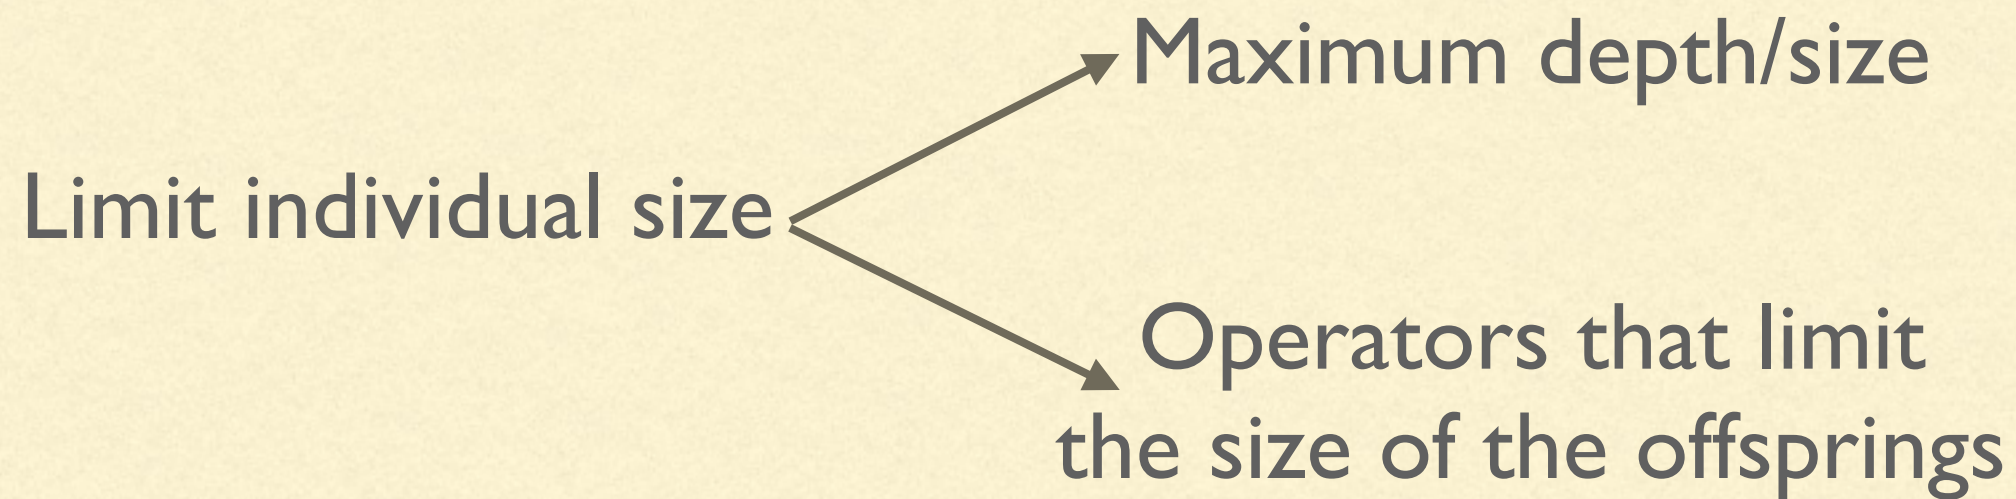 Maximum depth/size
Limit individual size
Operators that limit
the size of the offsprings